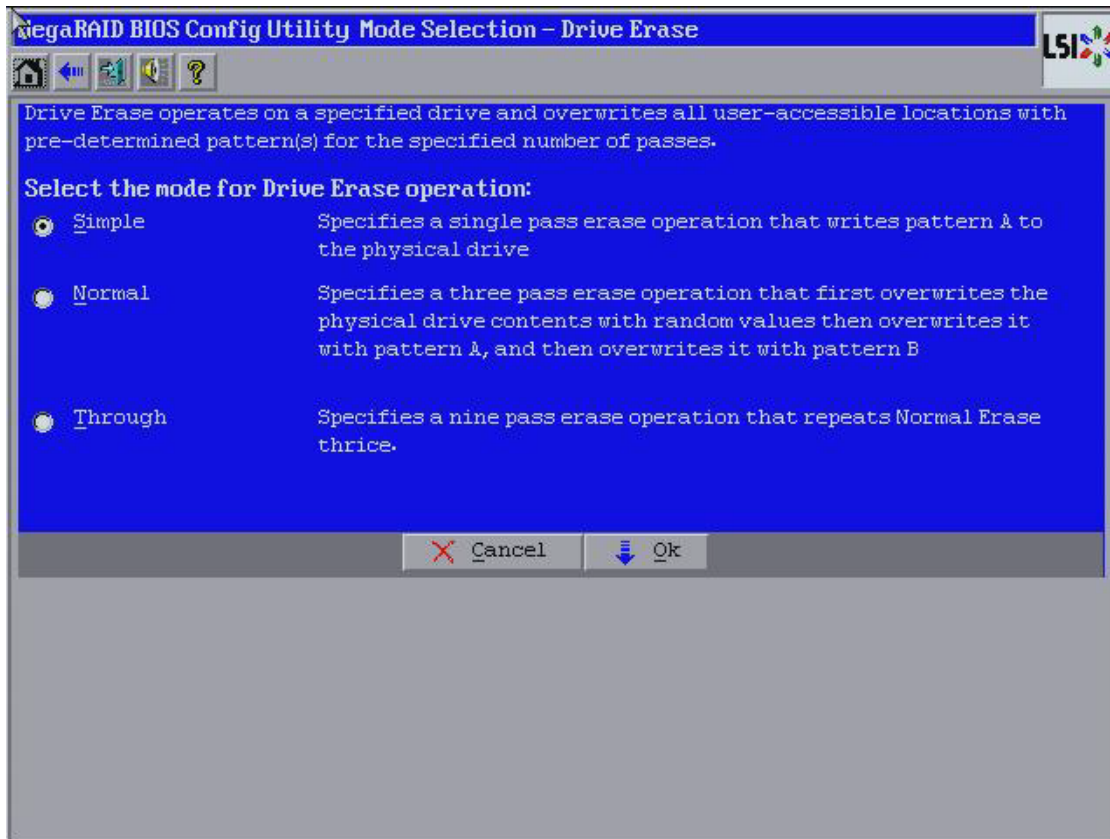 MegaRAID BIOS Config Utility Mode Selection - Drive Erase
LSI
Drive Erase operates on a specified drive and overwrites all user-accessible locations with
pre-determined pattern(s) for the specified number of passes.
Select the mode for Drive Erase operation:
Simple Specifies a single pass erase operation that writes pattern A to
the physical drive
Normal Specifies a three pass erase operation that first overwrites the
physical drive contents with random values then overwrites it
with pattern A, and then overwrites it with pattern B
Through Specifies a nine pass erase operation that repeats Normal Erase
thrice.
Cancel Ok